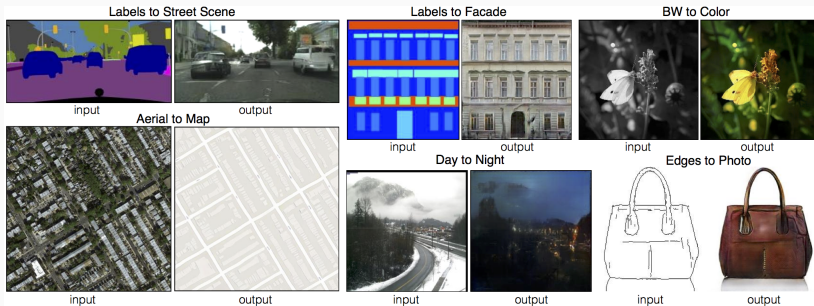 Labels to Street Scene
input
output
Aerial to Map
input
output
Labels to Facade
input
output
BW to Color
input
output
Day to Night
input
output
Edges to Photo
input
output